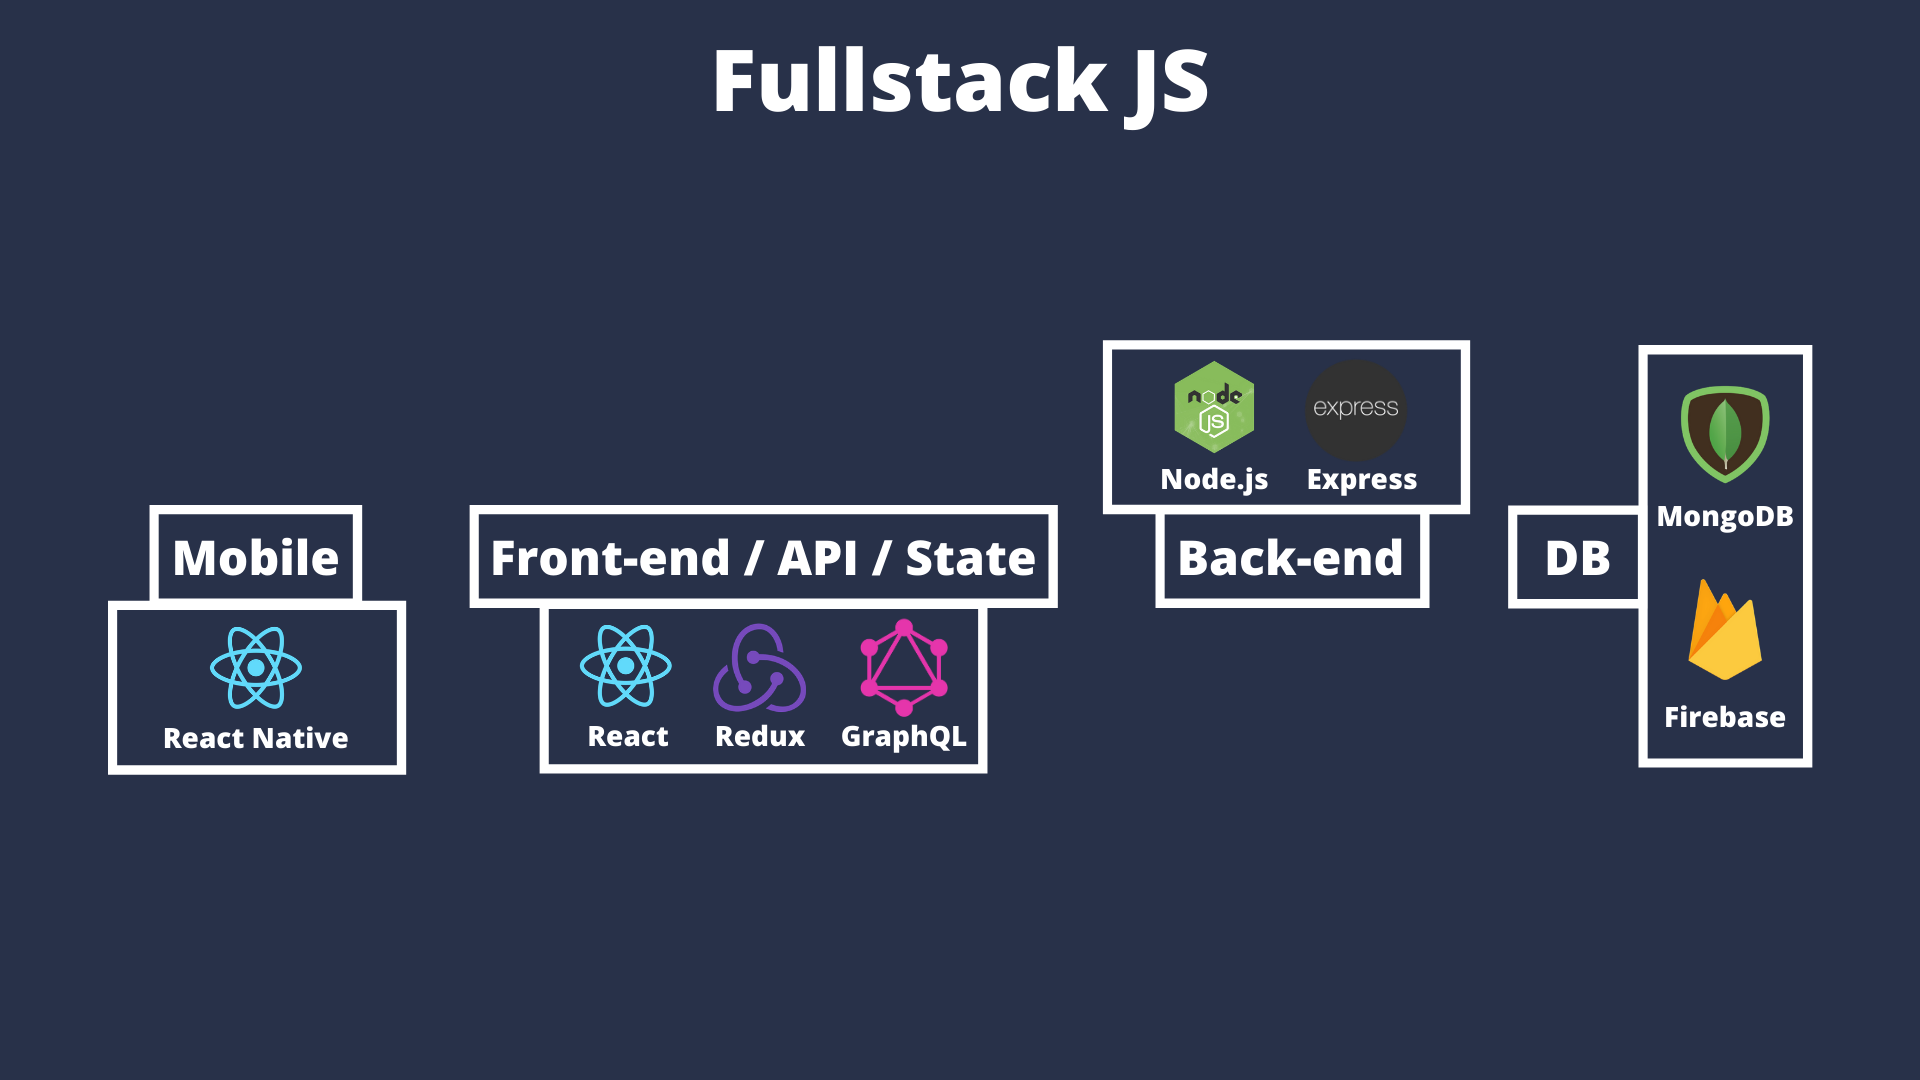 Fullstack JS
Mobile
React Native
Front-end / API / State
React
Redux
GraphQL
node
JS
express
Node.js
Express
Back-end
DB
MongoDB
Firebase